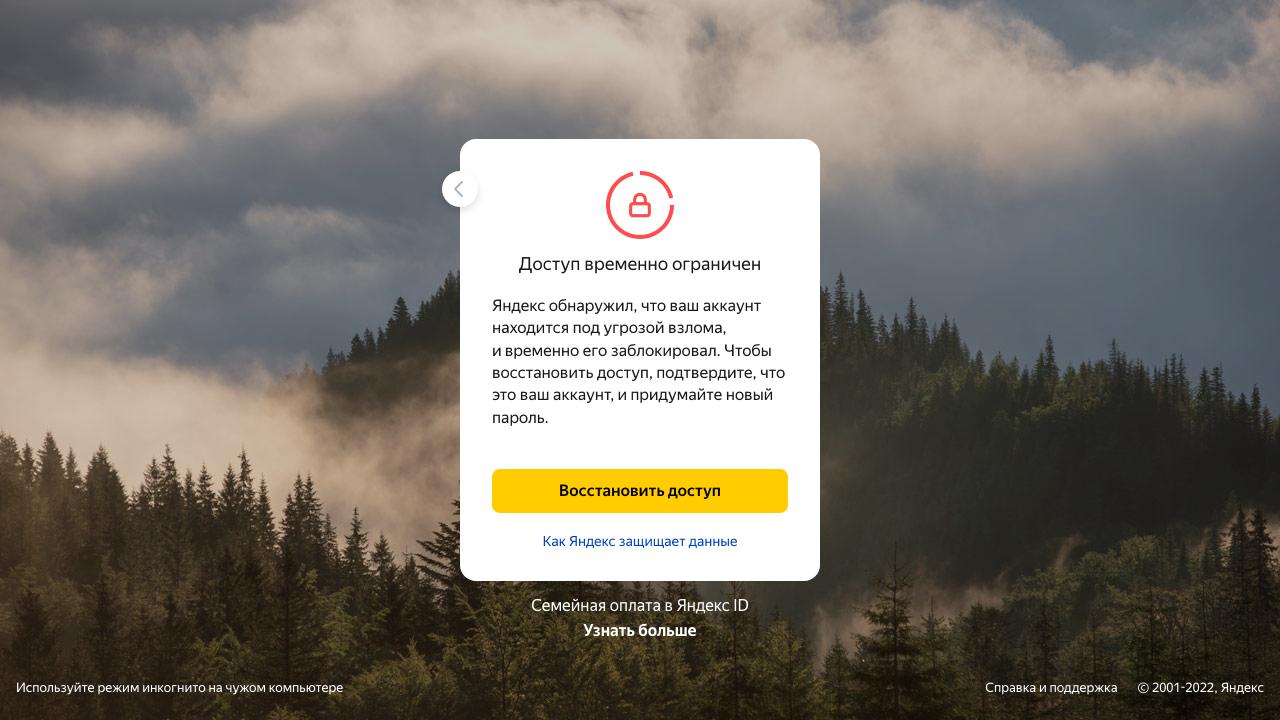 Доступ временно ограничен
Яндекс обнаружил, что ваш аккаунт
находится под угрозой взлома,
и временно его заблокировал. Чтобы
восстановить доступ, подтвердите, что
это ваш аккаунт, и придумайте новый
пароль.
Восстановить доступ
Как Яндекс защищает данные
Семейная оплата в Яндекс ID
Узнать больше
Используйте режим инкогнито на чужом компьютере
Справка и поддержка
© 2001-2022, Яндекс